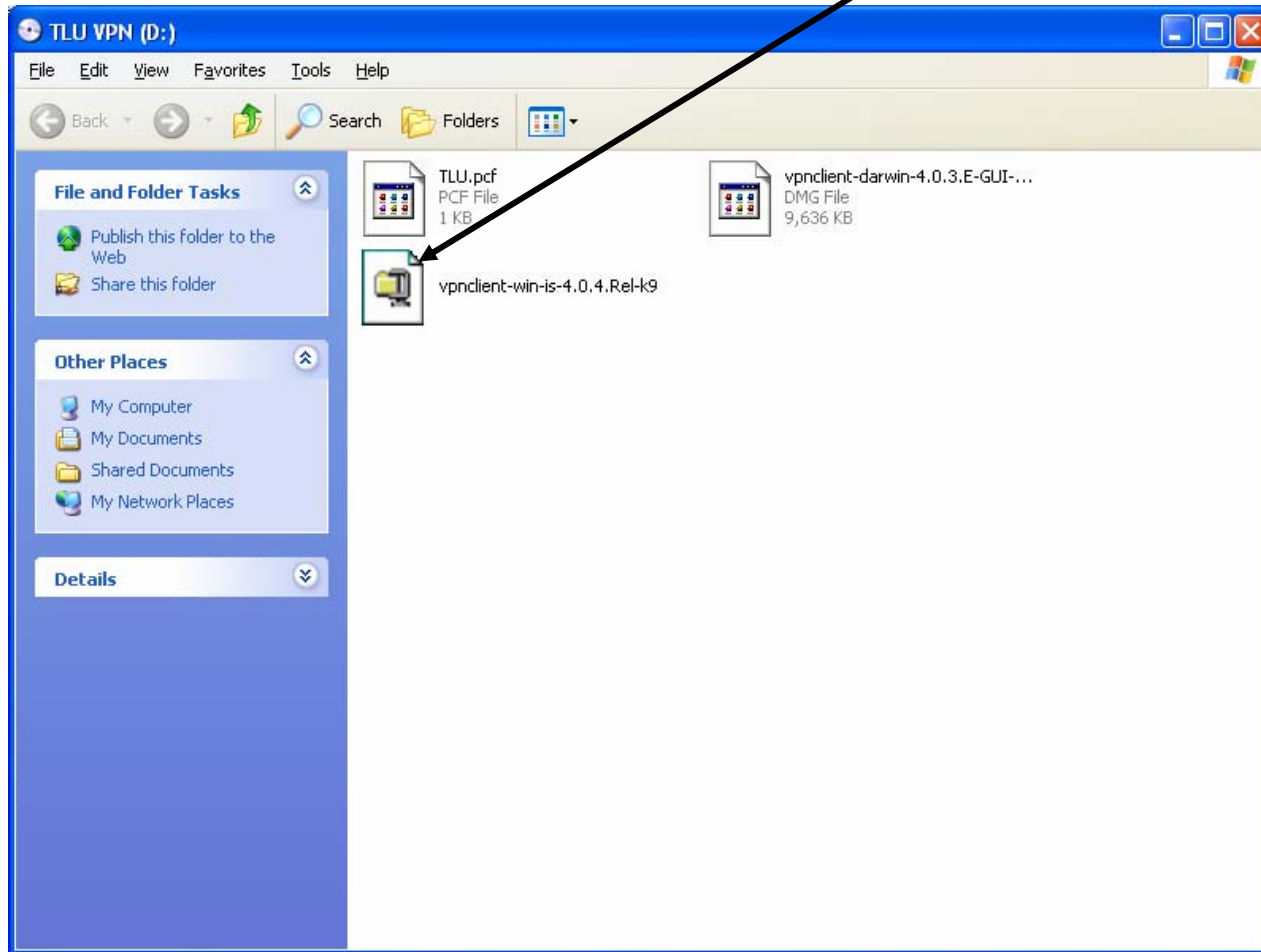 TLU VPN (D:)
File Edit View Favorites Tools Help
Back Search Folders
File and Folder Tasks
Publish this folder to the
Web
Share this folder
Other Places
My Computer
My Documents
Shared Documents
My Network Places
Details
TLU.pcf
PCF File
1 KB
vpnclient-darwin-4.0.3.E-GUI-...
DMG File
9,636 KB
vpnclient-win-is-4.0.4.Rel-k9